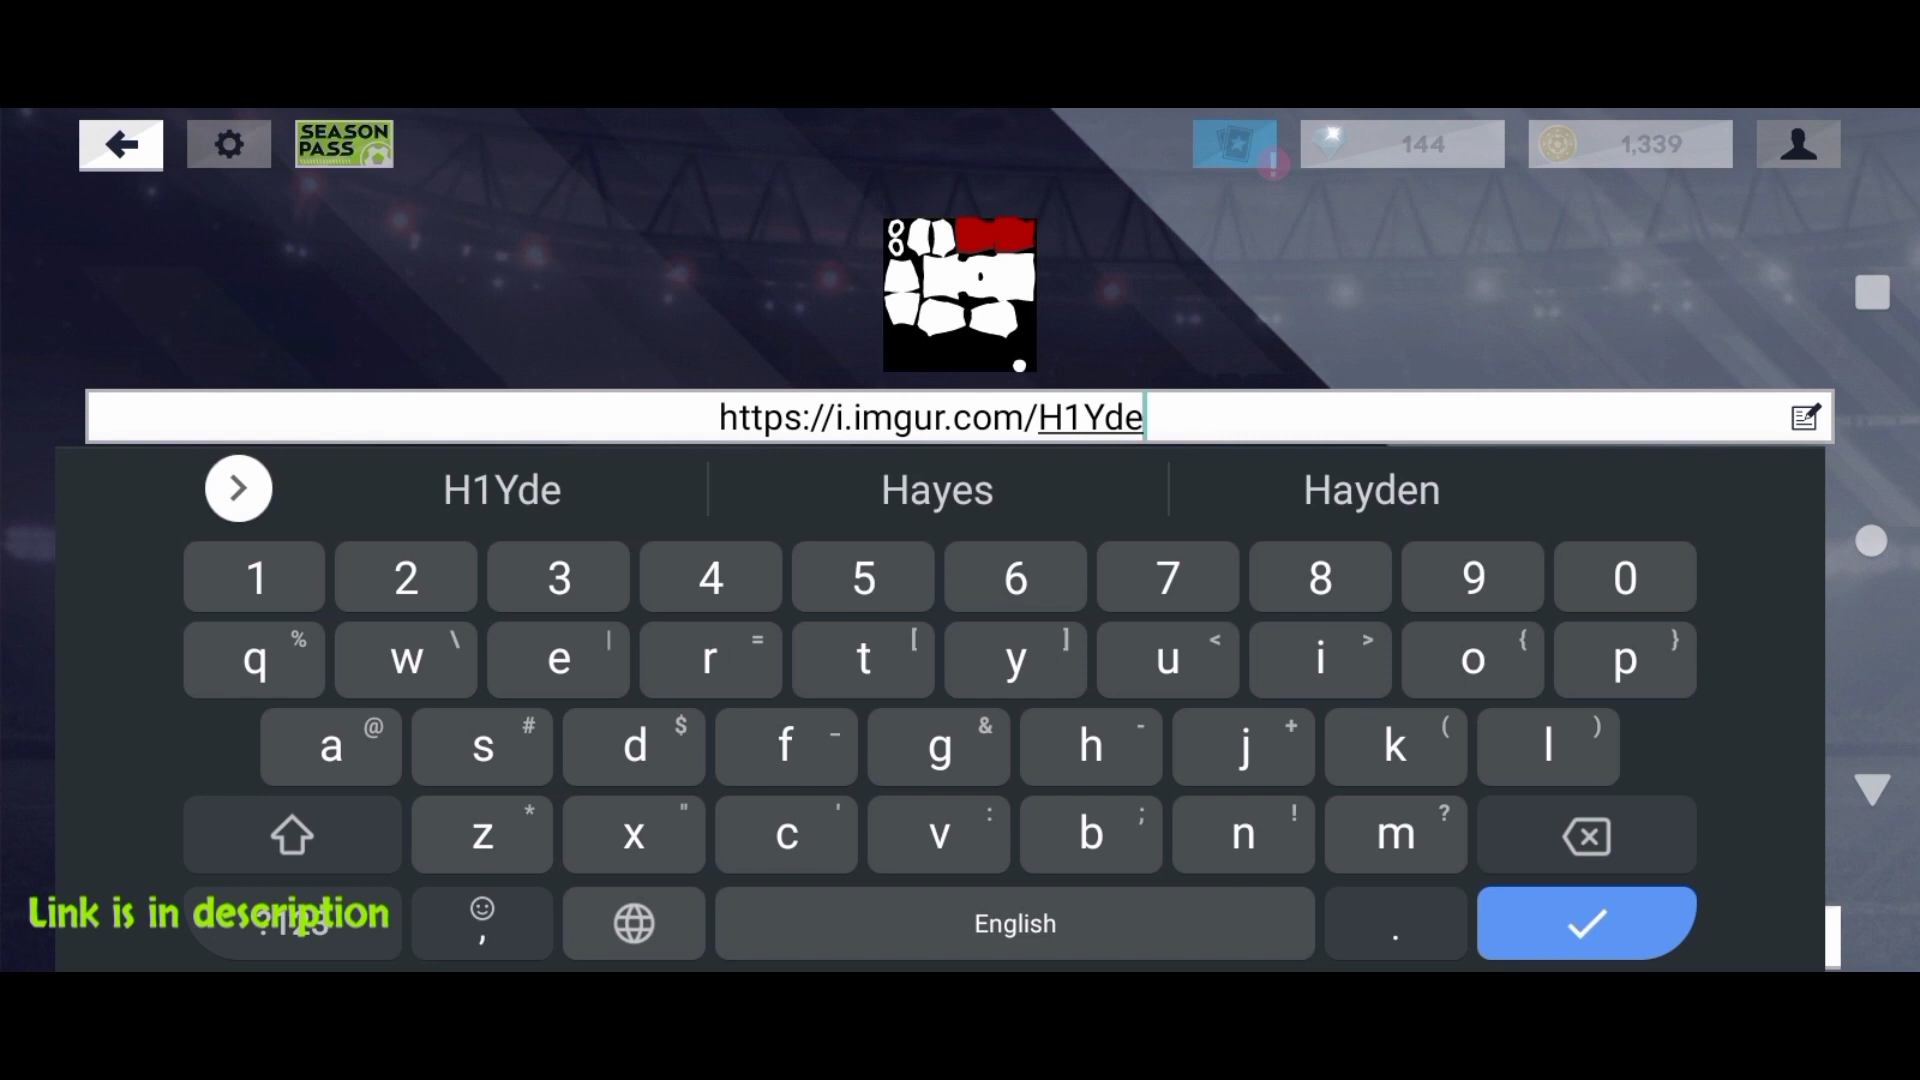 SEASON
PASS
!
144
1,339
https://i.imgur.com/H1Yde
H1Yde
Hayes
Hayden
1 2 3 4 5 6 7 8 9 0
% \ | = [ ] < > { }
q w e r t y u i o p
@ # $ _ & - + ( )
a s d f g h j k l
* " ' : ; ! ?
z x c v b n m
Link is in description
?123
,
English
.